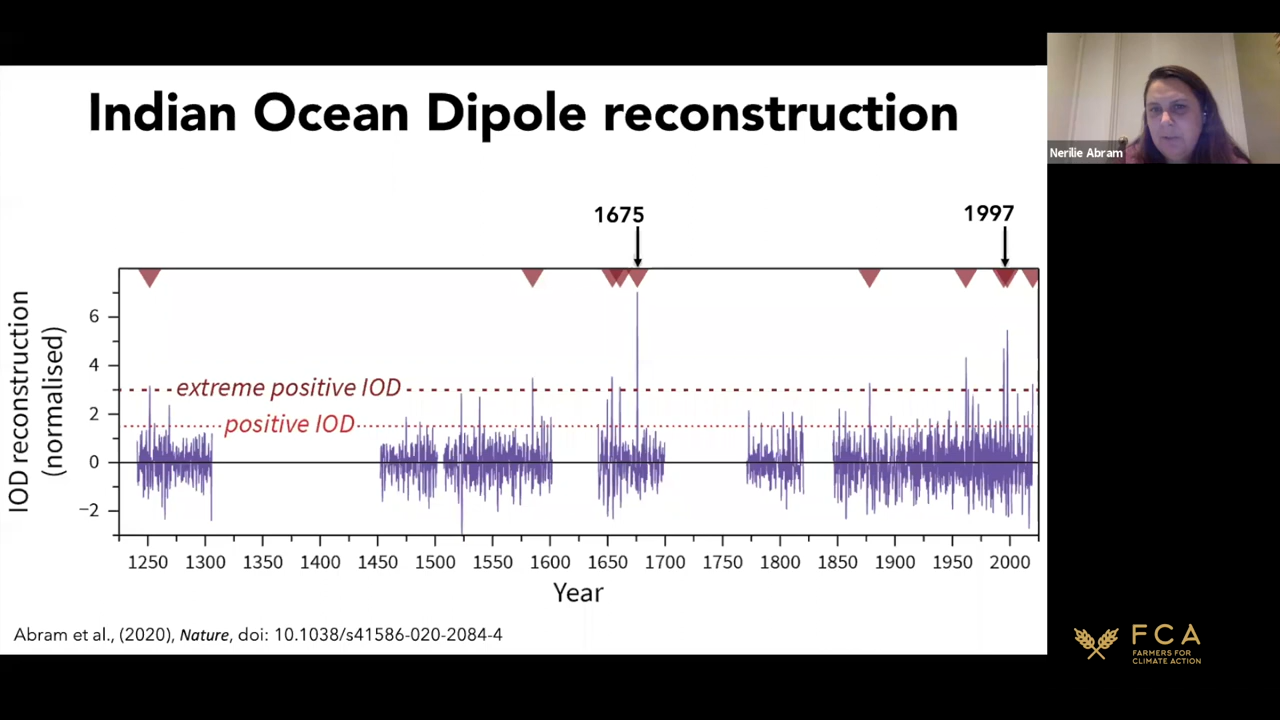 Indian Ocean Dipole reconstruction
Nerilie Abram
1675
1997
IOD reconstruction
(normalised)
6
4
2
0
−2
extreme positive IOD
positive IOD
1250 1300 1350 1400 1450 1500 1550 1600 1650 1700 1750 1800 1850 1900 1950 2000
Year
Abram et al., (2020), Nature, doi: 10.1038/s41586-020-2084-4
FCA
FARMERS FOR
CLIMATE ACTION